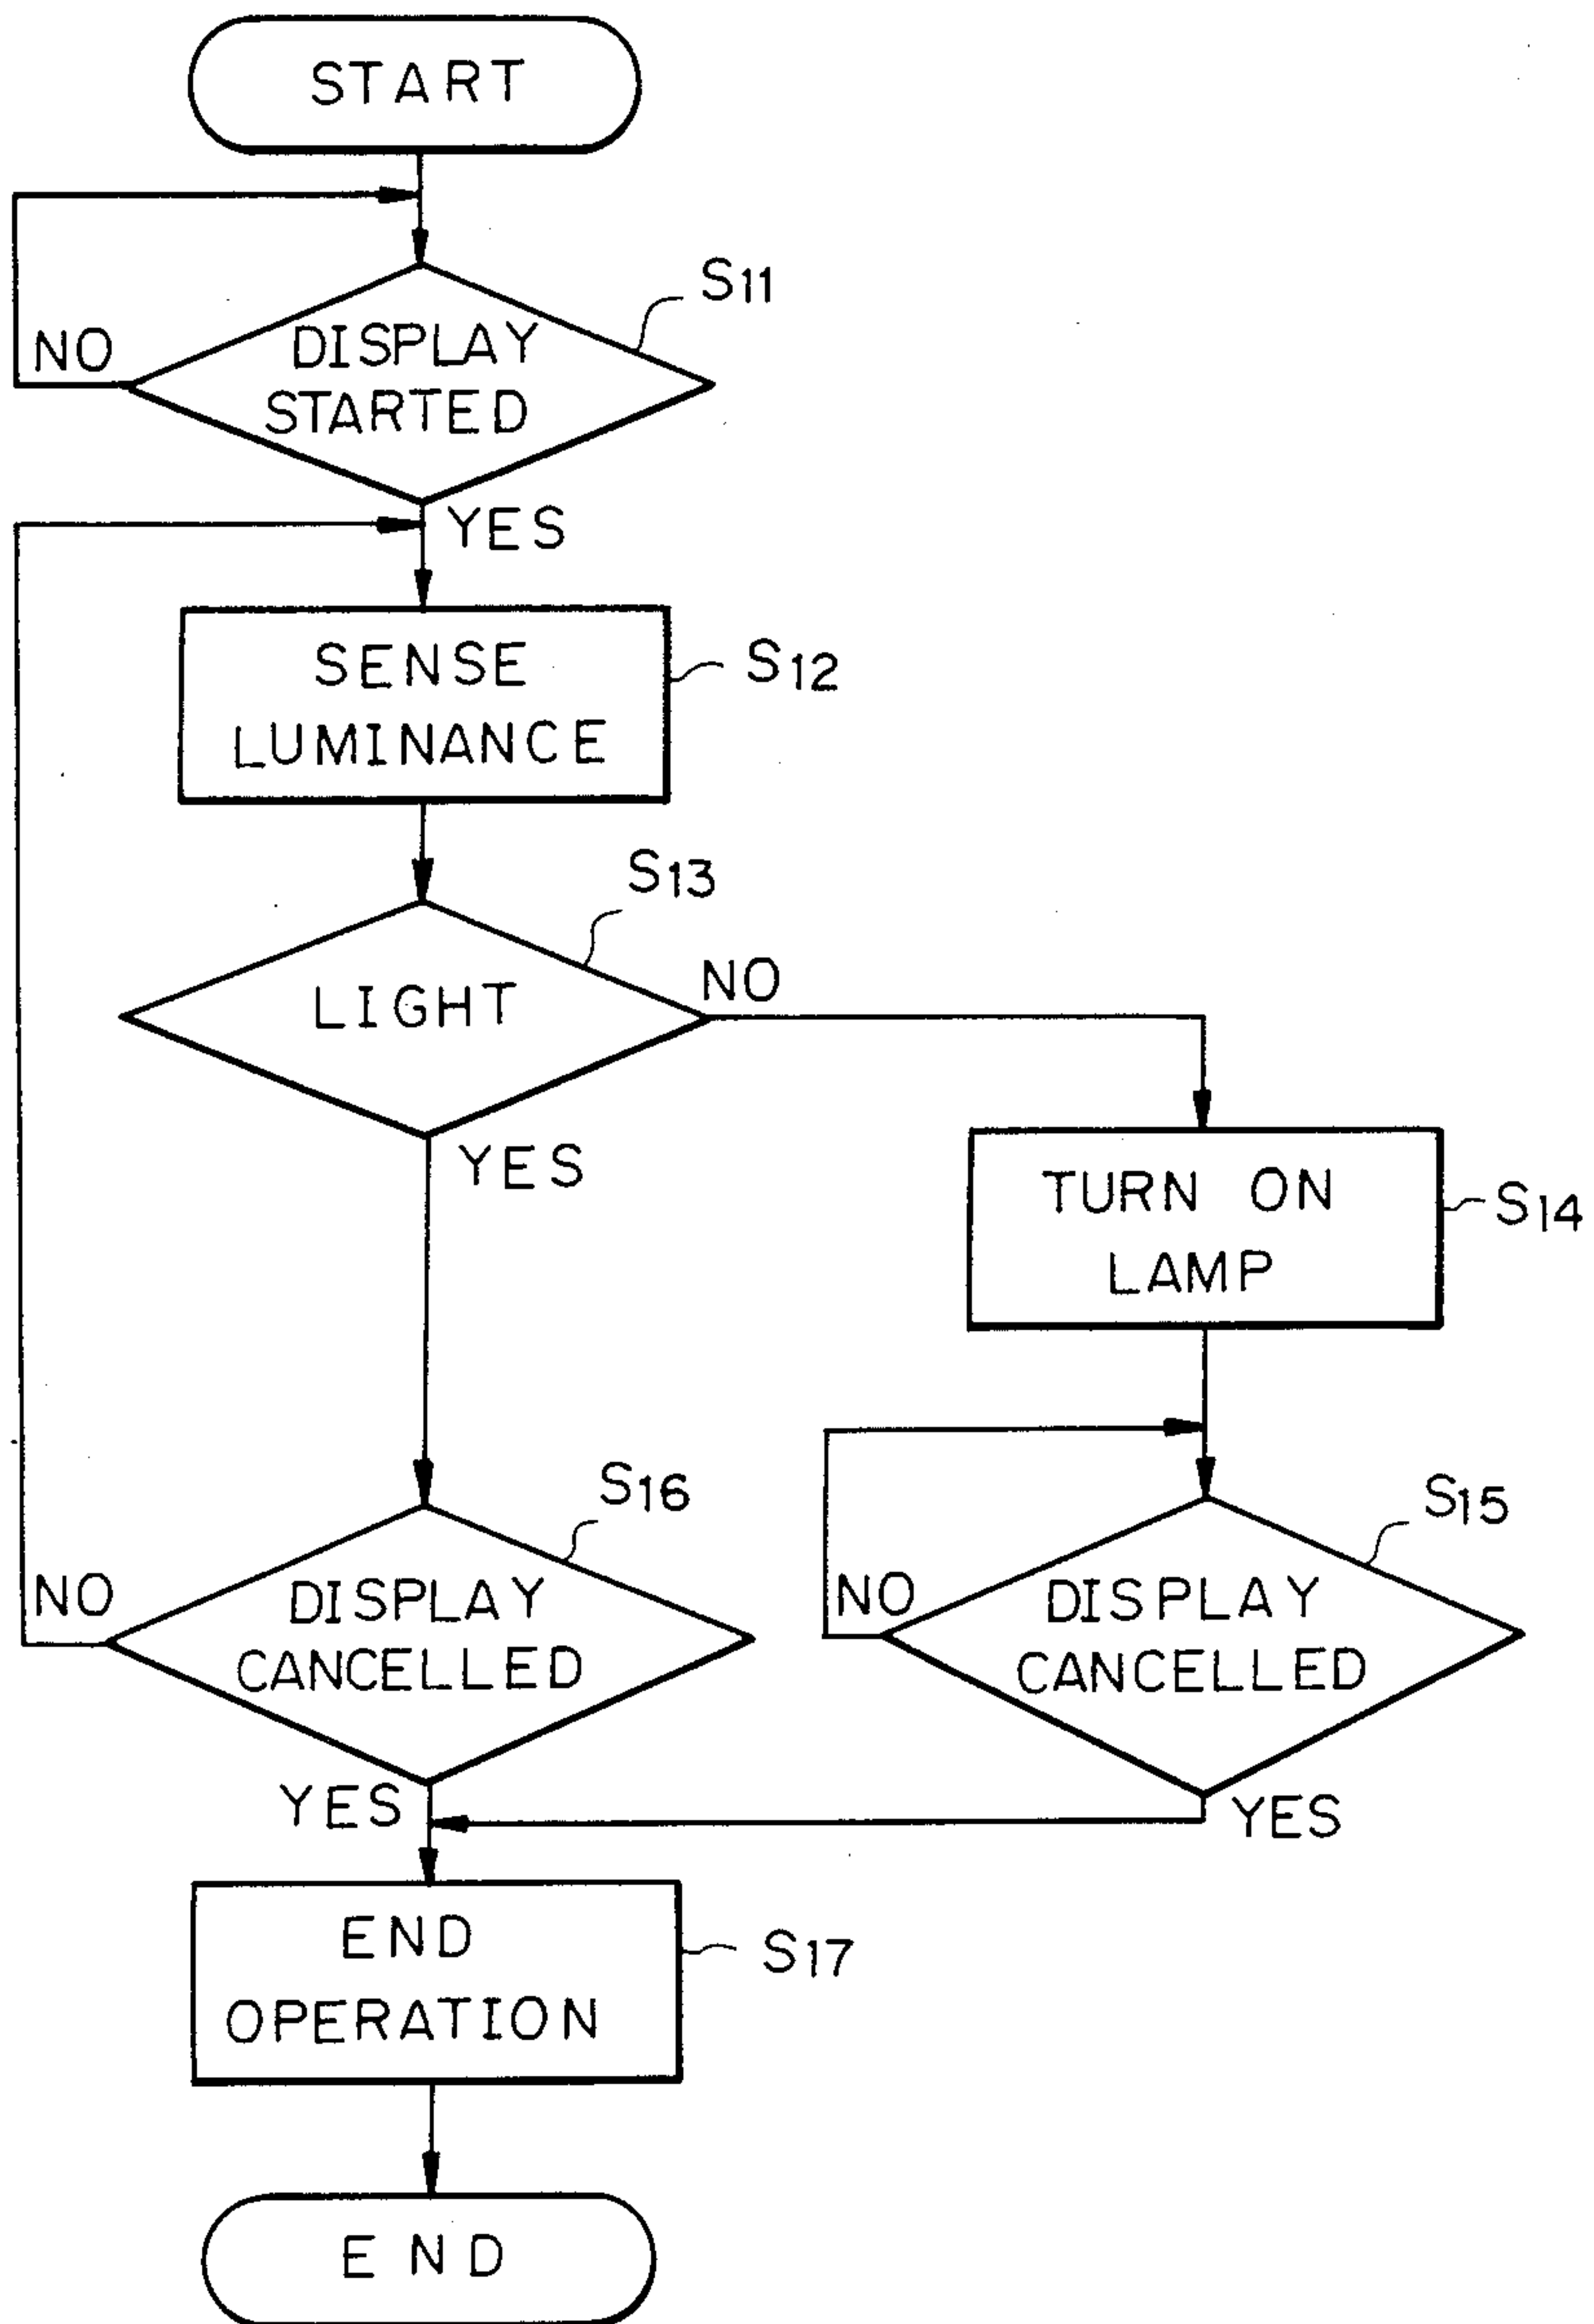 START
S11
NO
DISPLAY
STARTED
YES
SENSE
LUMINANCE
S12
S13
LIGHT
NO
YES
TURN ON
LAMP
S14
S16
NO
DISPLAY
CANCELLED
YES
S15
NO
DISPLAY
CANCELLED
YES
END
OPERATION
S17
END